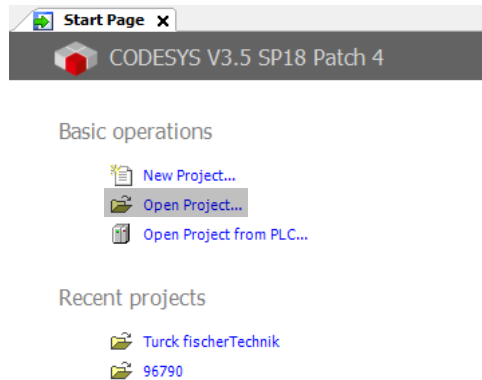 Start Page X
CODESYS V3.5 SP18 Patch 4
Basic operations
New Project...
Open Project...
Open Project from PLC...
Recent projects
Turck fischerTechnik
96790